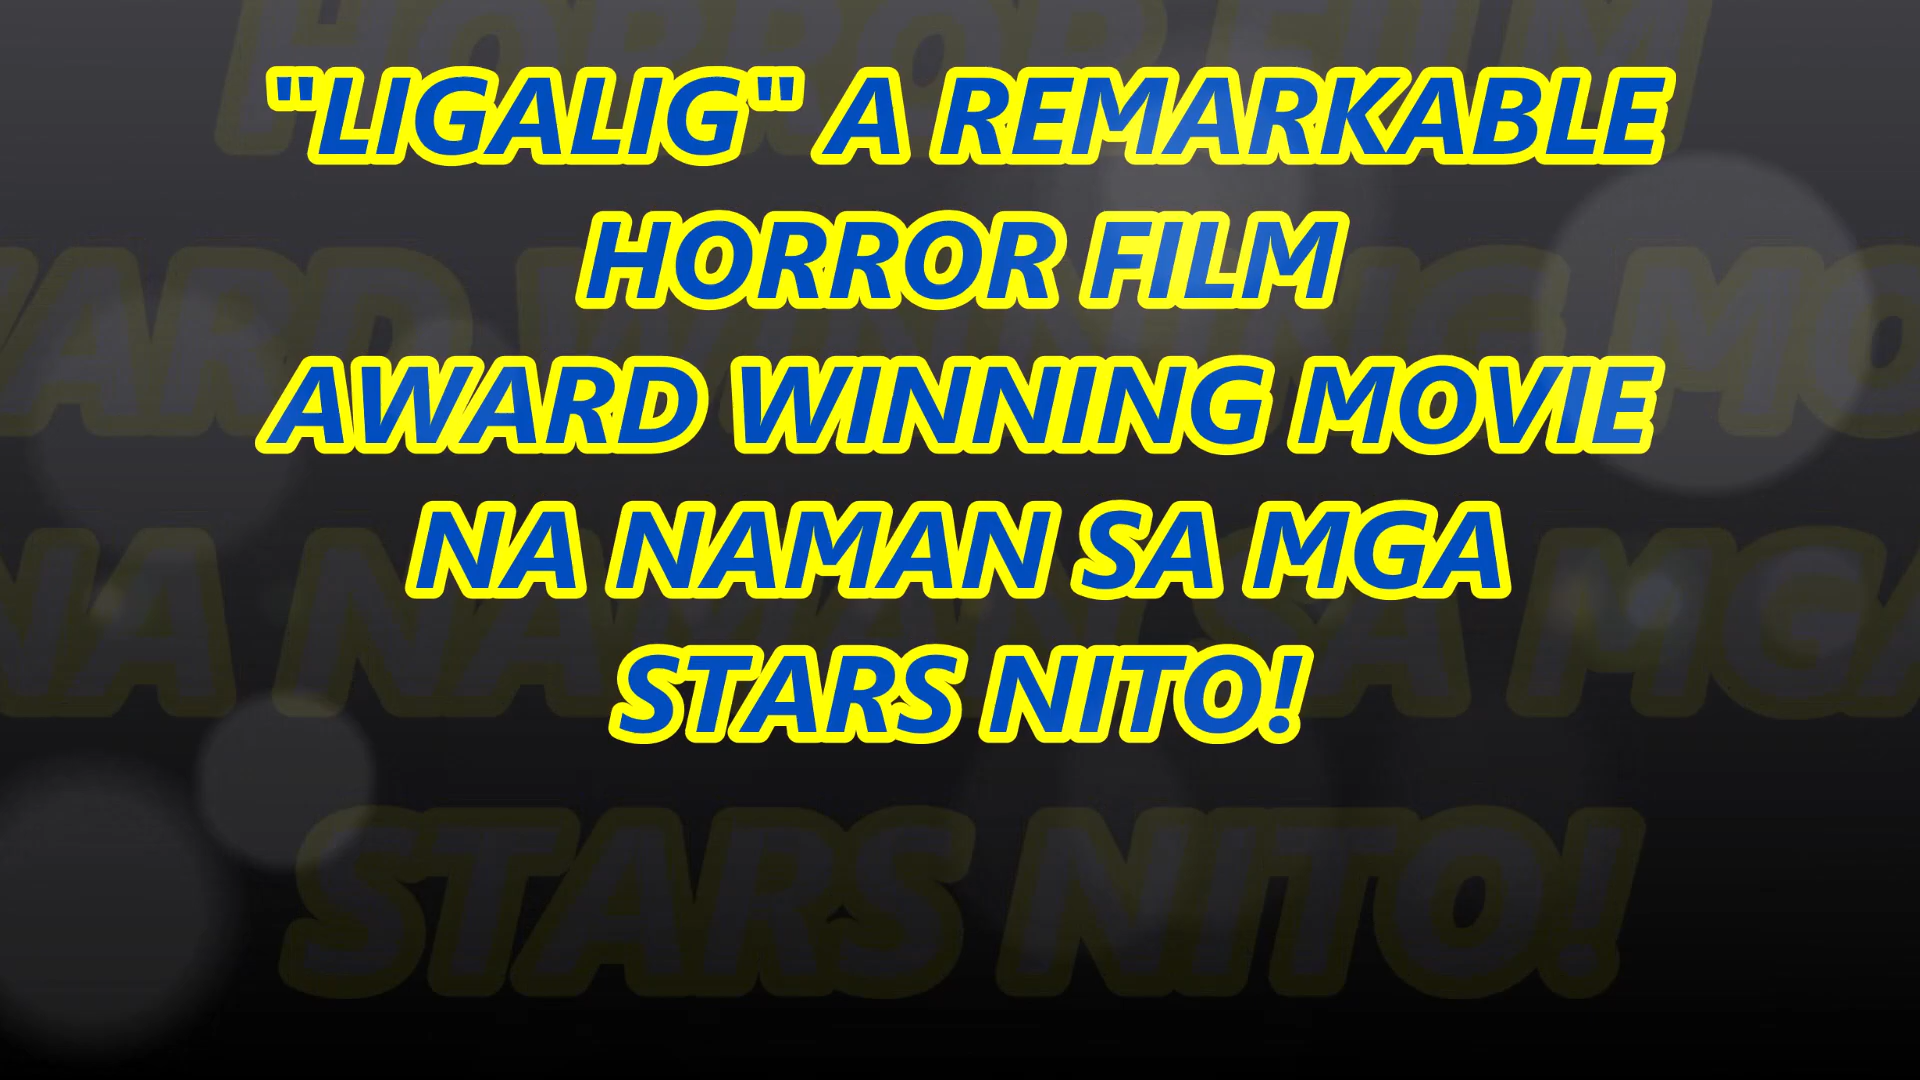 "LIGALIG" A REMARKABLE
HORROR FILM
AWARD WINNING MOVIE
NA NAMAN SA MGA
STARS NITO!